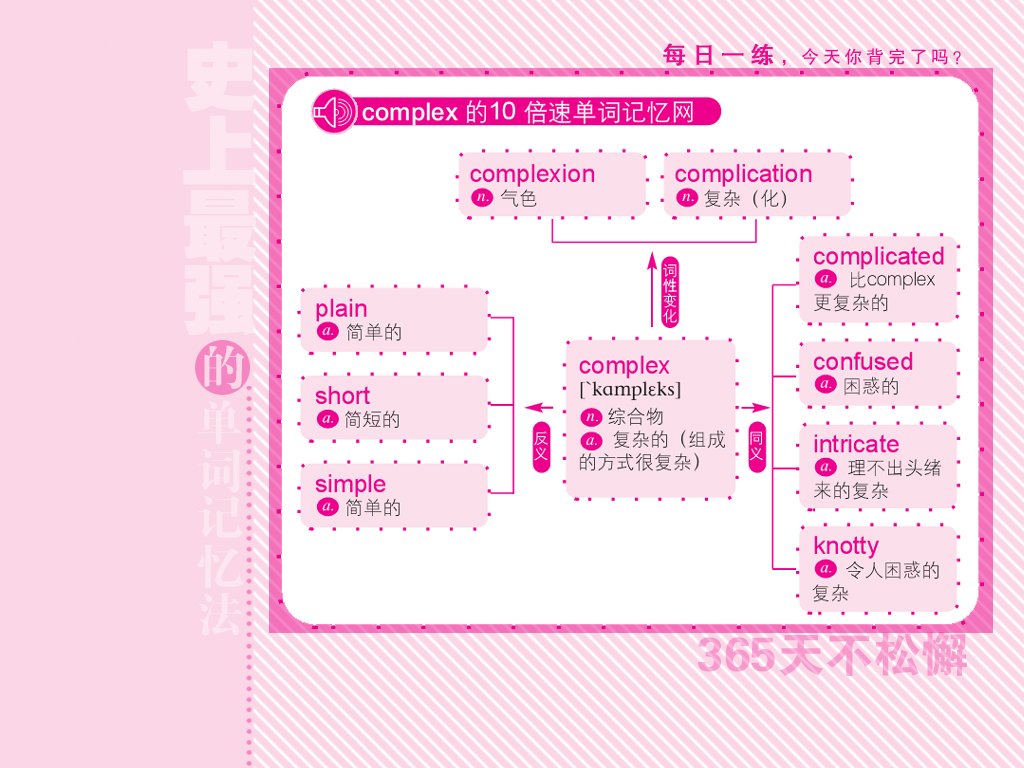 史上最强的单词记忆法
每日一练，今天你背完了吗?
complex 的10 倍速单词记忆网
complexion
n. 气色
complication
n. 复杂（化）
词性变化
plain
a. 简单的
short
a. 简短的
simple
a. 简单的
反义
complex
[`kɑmplɛks]
n. 综合物
a. 复杂的（组成
的方式很复杂）
同义
complicated
a. 比complex
更复杂的
confused
a. 困惑的
intricate
a. 理不出头绪
来的复杂
knotty
a. 令人困惑的
复杂
365天不松懈